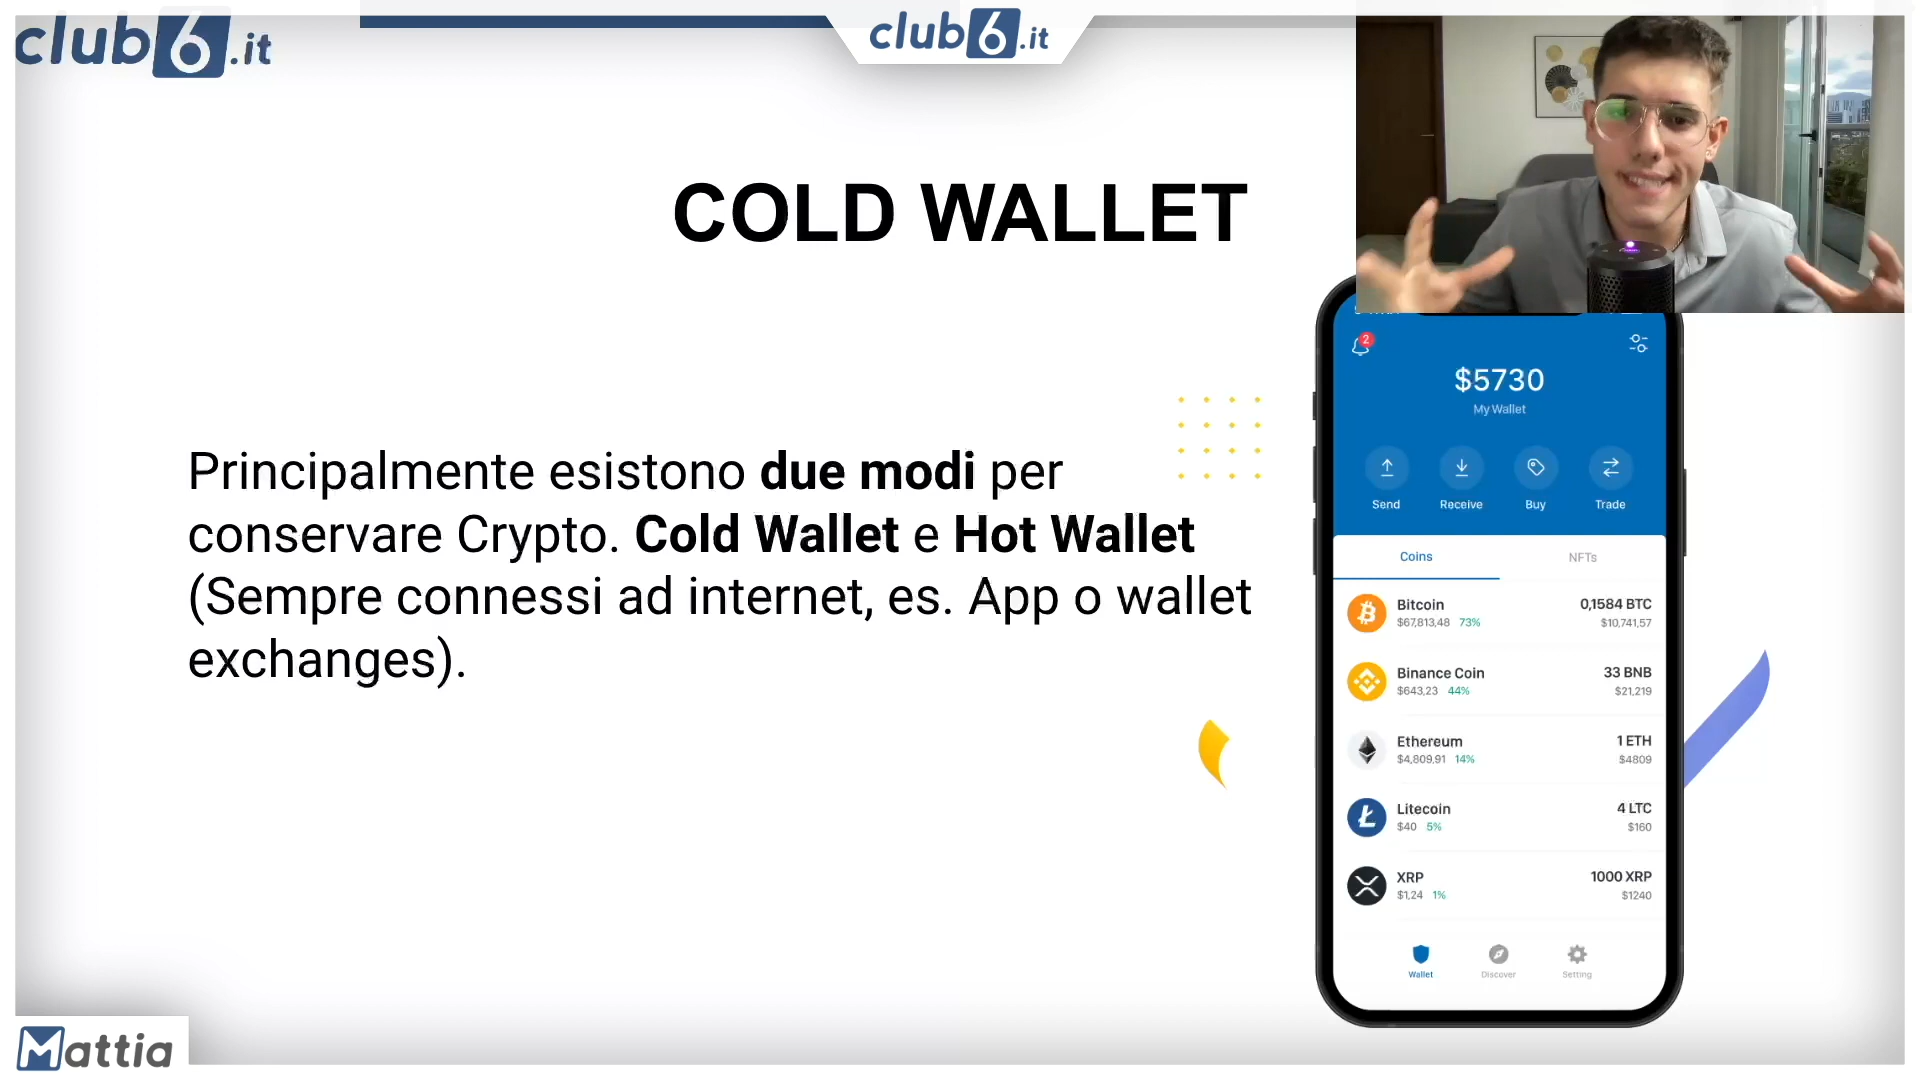 club6.it
club6.it
COLD WALLET
Principalmente esistono due modi per
conservare Crypto. Cold Wallet e Hot Wallet
(Sempre connessi ad internet, es. App o wallet
exchanges).
2
$5730
My Wallet
Send Receive Buy Trade
Coins NFTs
Bitcoin 0,1584 BTC
$67,813,48 73% $10,741,57
Binance Coin 33 BNB
$643,23 44% $21,219
Ethereum 1 ETH
$4,809.91 14% $4809
Litecoin 4 LTC
$40 5% $160
XRP 1000 XRP
$1,24 1% $1240
Wallet Discover Setting
Mattia